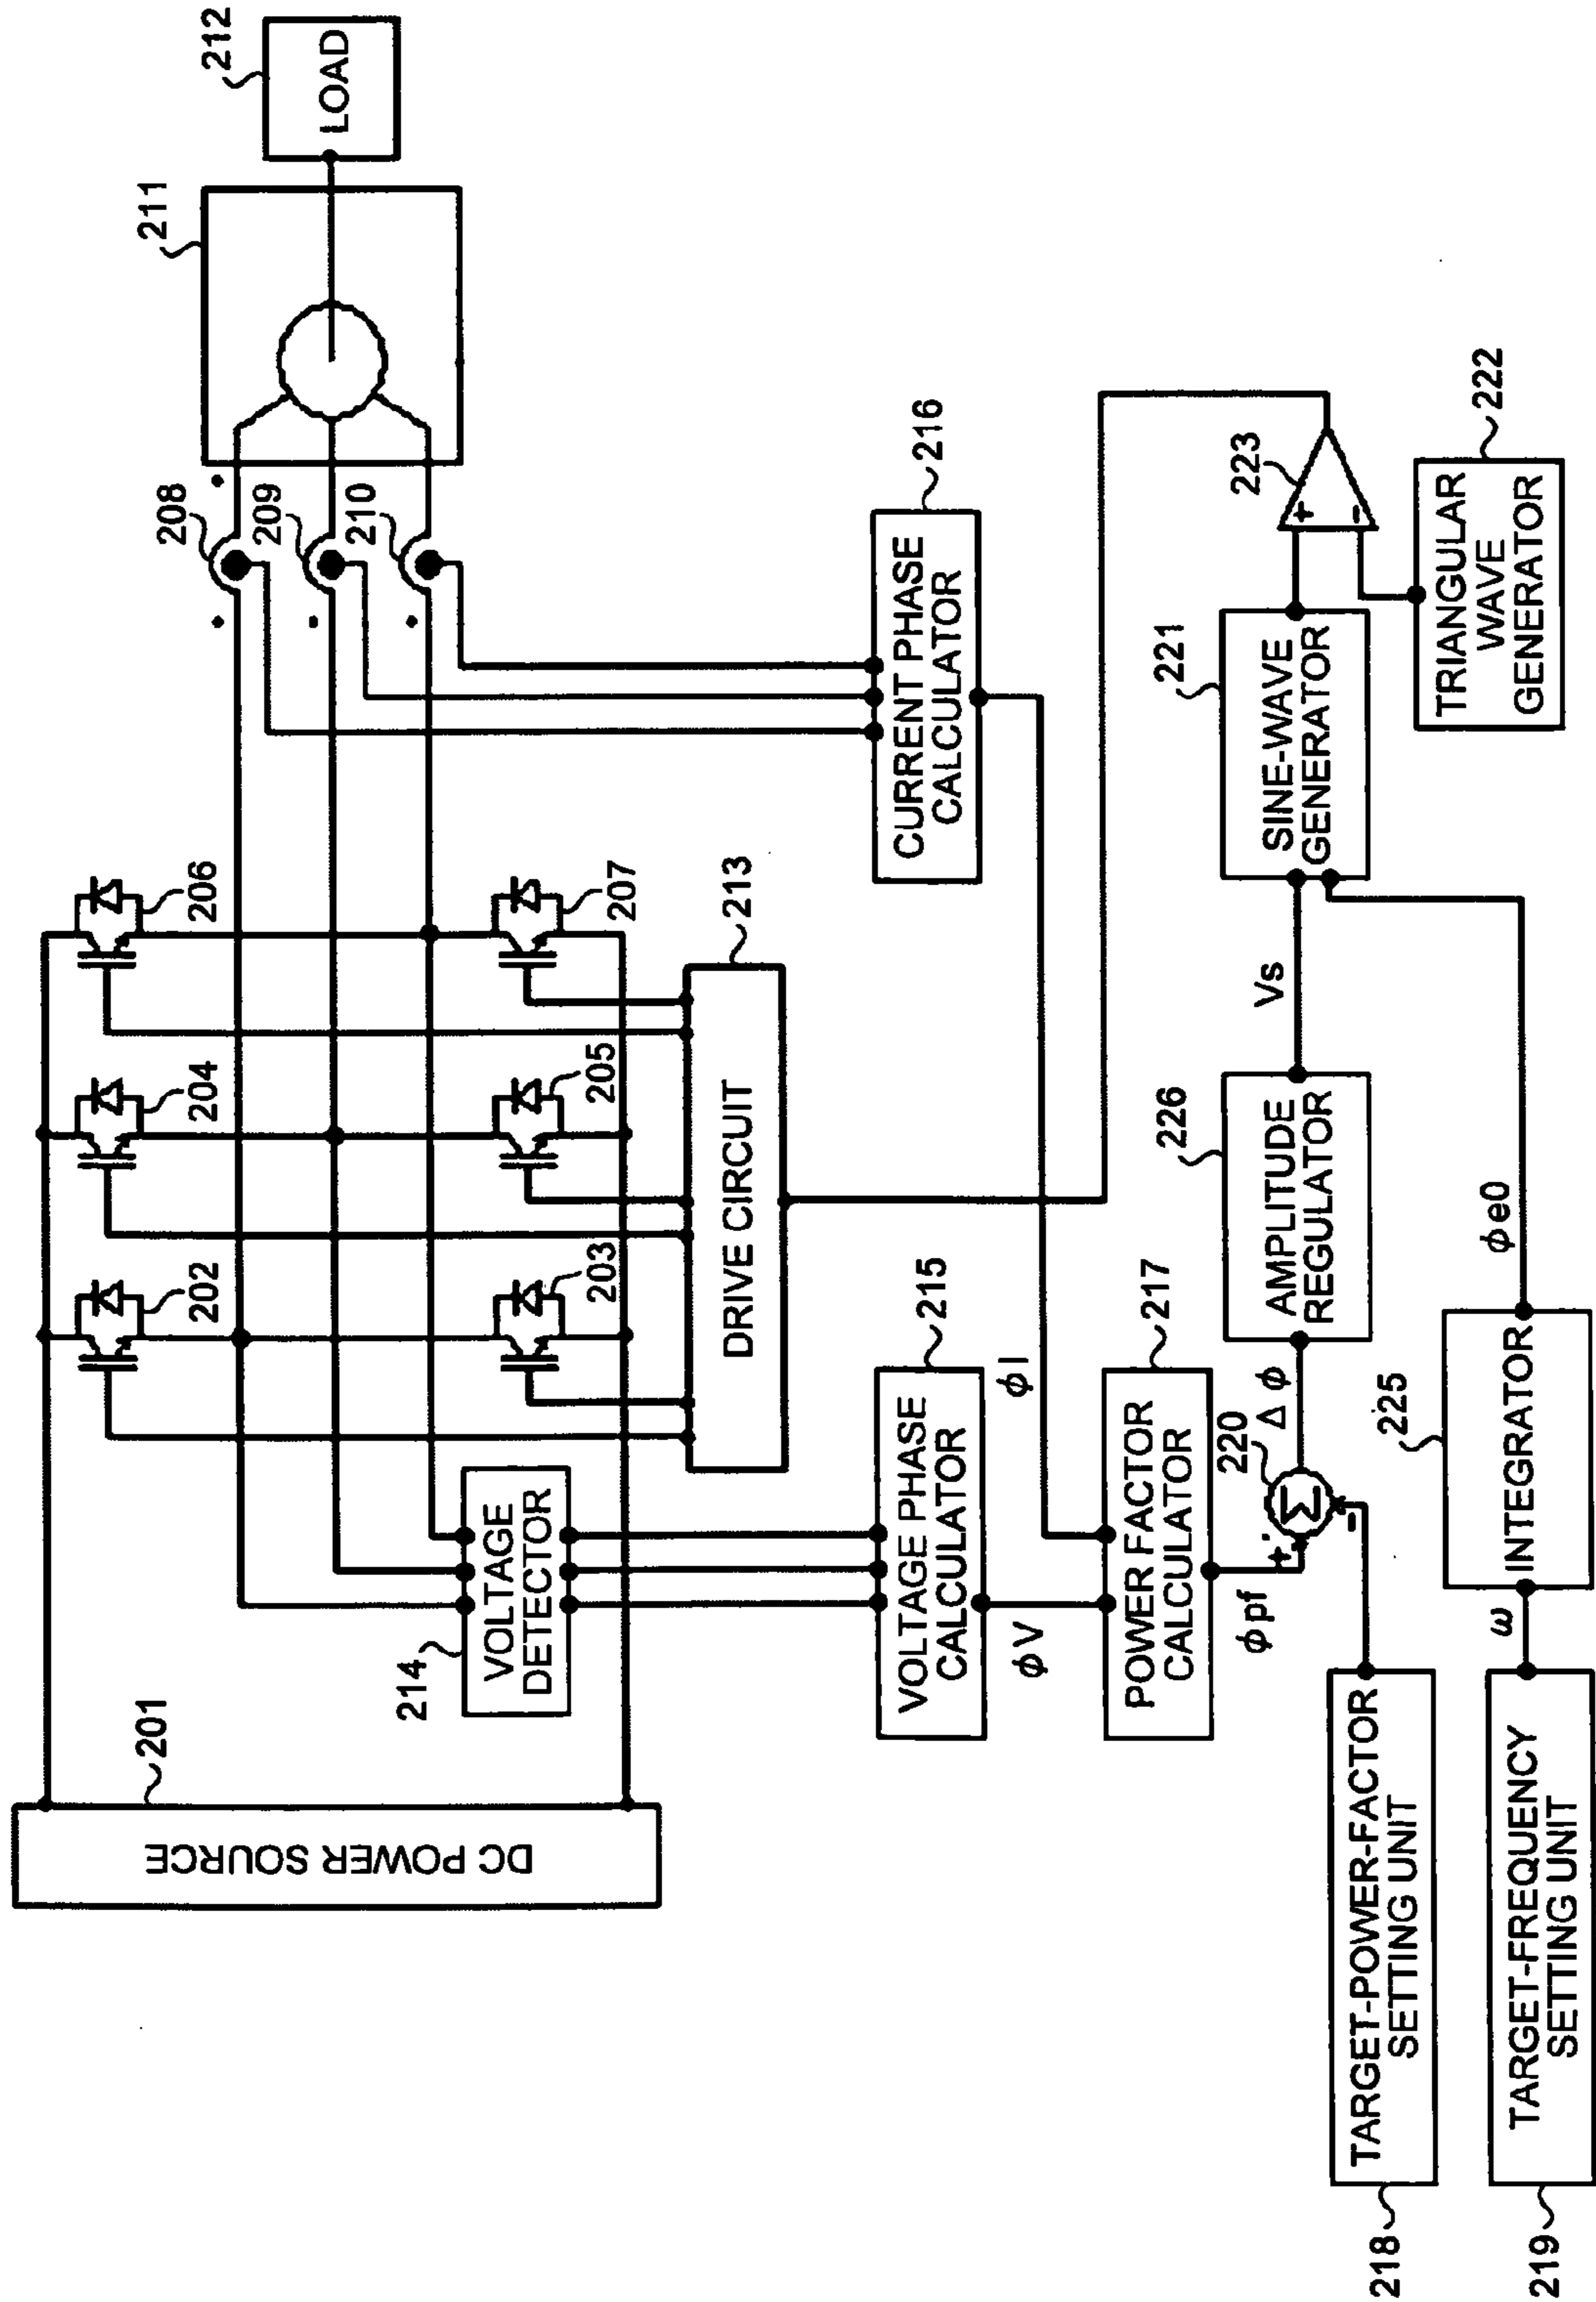 201
DC POWER SOURCE
202
203
204
205
206
207
208
209
210
211
212
LOAD
213
DRIVE CIRCUIT
214
VOLTAGE
DETECTOR
215
VOLTAGE PHASE
CALCULATOR
216
CURRENT PHASE
CALCULATOR
ϕV
ϕI
217
POWER FACTOR
CALCULATOR
ϕpf
+
-
Σ
220
Δϕ
226
AMPLITUDE
REGULATOR
Vs
221
SINE-WAVE
GENERATOR
223
+
-
222
TRIANGULAR
WAVE
GENERATOR
218
TARGET-POWER-FACTOR
SETTING UNIT
219
TARGET-FREQUENCY
SETTING UNIT
ω
225
INTEGRATOR
ϕe0